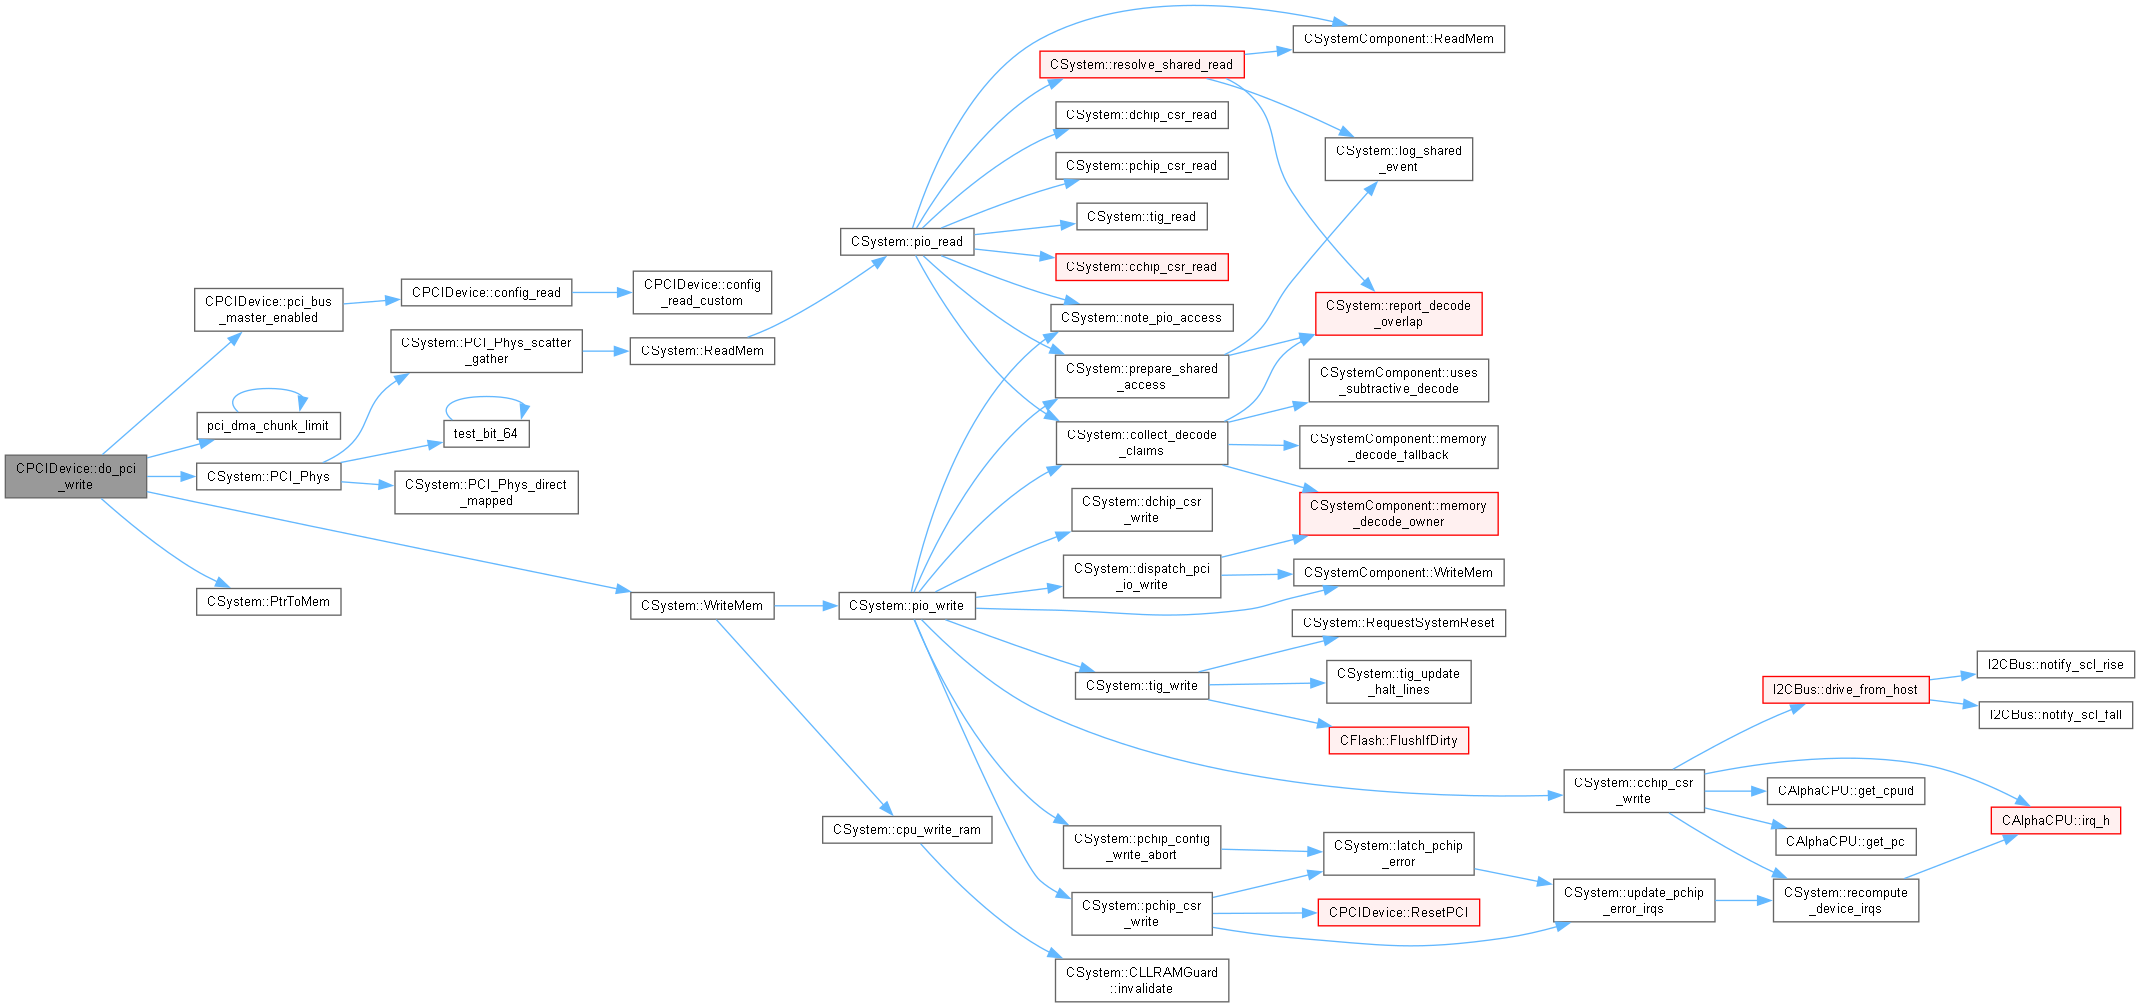 CPCIDevice::do_pci
_write
CPCIDevice::pci_bus
_master_enabled
CPCIDevice::config_read
CPCIDevice::config
_read_custom
pci_dma_chunk_limit
CSystem::PCI_Phys
CSystem::PCI_Phys_scatter
_gather
test_bit_64
CSystem::PCI_Phys_direct
_mapped
CSystem::PtrToMem
CSystem::ReadMem
CSystem::WriteMem
CSystem::pio_read
CSystem::pio_write
CSystem::cpu_write_ram
CSystemComponent::ReadMem
CSystem::resolve_shared_read
CSystem::dchip_csr_read
CSystem::log_shared
_event
CSystem::pchip_csr_read
CSystem::tig_read
CSystem::cchip_csr_read
CSystem::note_pio_access
CSystem::report_decode
_overlap
CSystem::prepare_shared
_access
CSystemComponent::uses
_subtractive_decode
CSystem::collect_decode
_claims
CSystemComponent::memory
_decode_fallback
CSystem::dchip_csr
_write
CSystemComponent::memory
_decode_owner
CSystem::dispatch_pci
_io_write
CSystemComponent::WriteMem
CSystem::RequestSystemReset
CSystem::tig_write
CSystem::tig_update
_halt_lines
CFlash::FlushIfDirty
CSystem::pchip_config
_write_abort
CSystem::latch_pchip
_error
CSystem::pchip_csr
_write
CPCIDevice::ResetPCI
CSystem::CLLRAMGuard
::invalidate
CSystem::update_pchip
_error_irqs
CSystem::cchip_csr
_write
I2CBus::drive_from_host
I2CBus::notify_scl_rise
I2CBus::notify_scl_fall
CAlphaCPU::get_cpuid
CAlphaCPU::get_pc
CAlphaCPU::irq_h
CSystem::recompute
_device_irqs